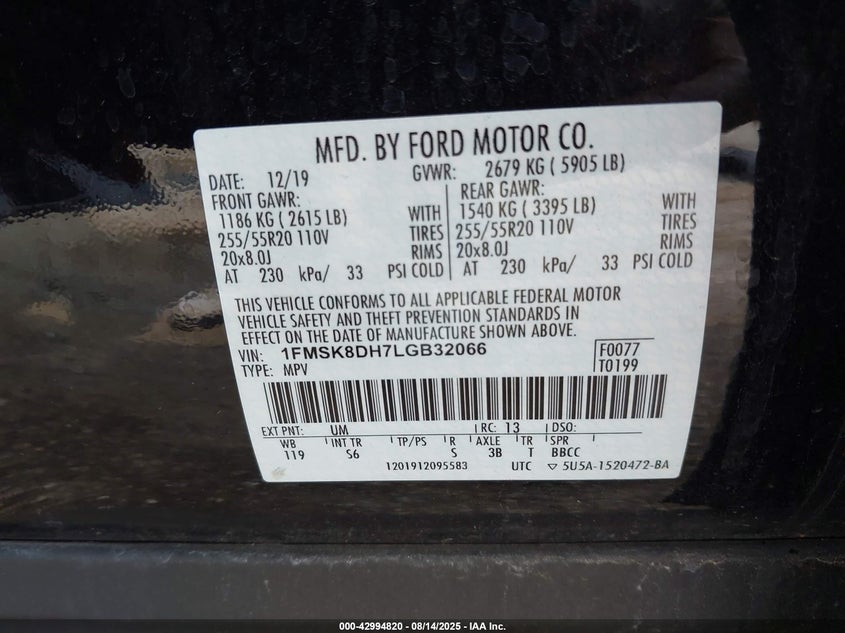 MFD. BY FORD MOTOR CO.
DATE: 12/19 GVWR: 2679 KG ( 5905 LB)
FRONT GAWR: REAR GAWR:
1186 KG ( 2615 LB) WITH 1540 KG ( 3395 LB) WITH
255/55R20 110V TIRES 255/55R20 110V TIRES
20x8.0J RIMS 20x8.0J RIMS
AT 230 kPa/ 33 PSI COLD AT 230 kPa/ 33 PSI COLD
THIS VEHICLE CONFORMS TO ALL APPLICABLE FEDERAL MOTOR
VEHICLE SAFETY AND THEFT PREVENTION STANDARDS IN
EFFECT ON THE DATE OF MANUFACTURE SHOWN ABOVE.
VIN: 1FMSK8DH7LGB32066 F0077
TYPE: MPV T0199
EXT PNT: UM RC: 13 DSO:
WB INT TR TP/PS R AXLE TR SPR
119 S6 S 3B T BBCC
1201912095583 UTC ▽ 5U5A-1520472-BA
000-42994820 - 08/14/2025 - IAA Inc.